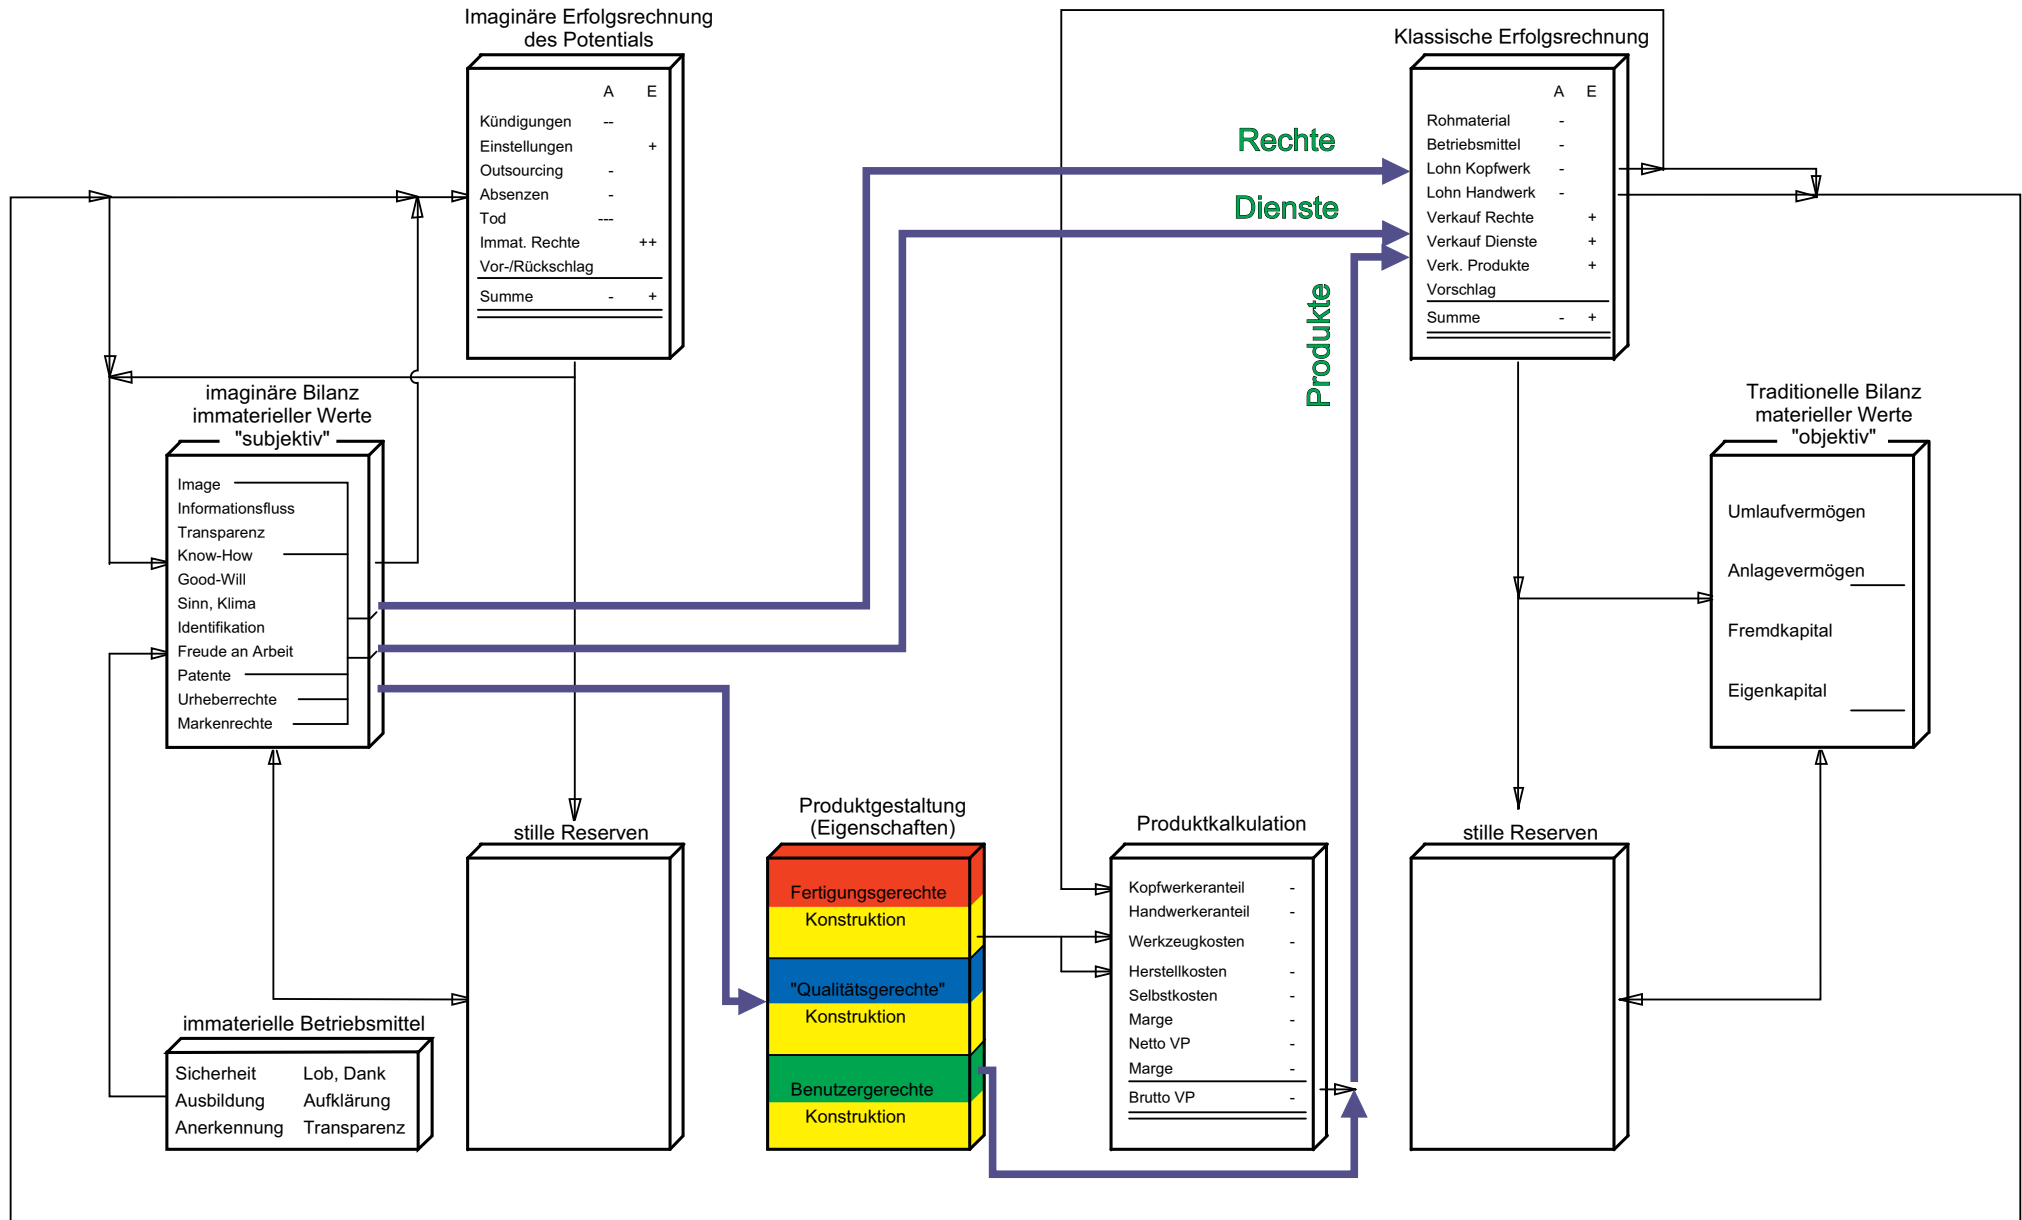 Imaginäre Erfolgsrechnung
des Potentials
A E
Kündigungen --
Einstellungen +
Outsourcing -
Absenzen -
Tod ---
Immat. Rechte ++
Vor-/Rückschlag
Summe - +
Klassische Erfolgsrechnung
A E
Rohmaterial -
Betriebsmittel -
Lohn Kopfwerk -
Lohn Handwerk -
Verkauf Rechte +
Verkauf Dienste +
Verk. Produkte +
Vorschlag
Summe - +
Rechte
Dienste
Produkte
imaginäre Bilanz
immaterieller Werte
"subjektiv"
Image
Informationsfluss
Transparenz
Know-How
Good-Will
Sinn, Klima
Identifikation
Freude an Arbeit
Patente
Urheberrechte
Markenrechte
Traditionelle Bilanz
materieller Werte
"objektiv"
Umlaufvermögen
Anlagevermögen
Fremdkapital
Eigenkapital
immaterielle Betriebsmittel
Sicherheit Lob, Dank
Ausbildung Aufklärung
Anerkennung Transparenz
stille Reserven
Produktgestaltung
(Eigenschaften)
Fertigungsgerechte
Konstruktion
"Qualitätsgerechte"
Konstruktion
Benutzergerechte
Konstruktion
Produktkalkulation
Kopfwerkeranteil -
Handwerkeranteil -
Werkzeugkosten -
Herstellkosten -
Selbstkosten -
Marge -
Netto VP -
Marge -
Brutto VP -
stille Reserven